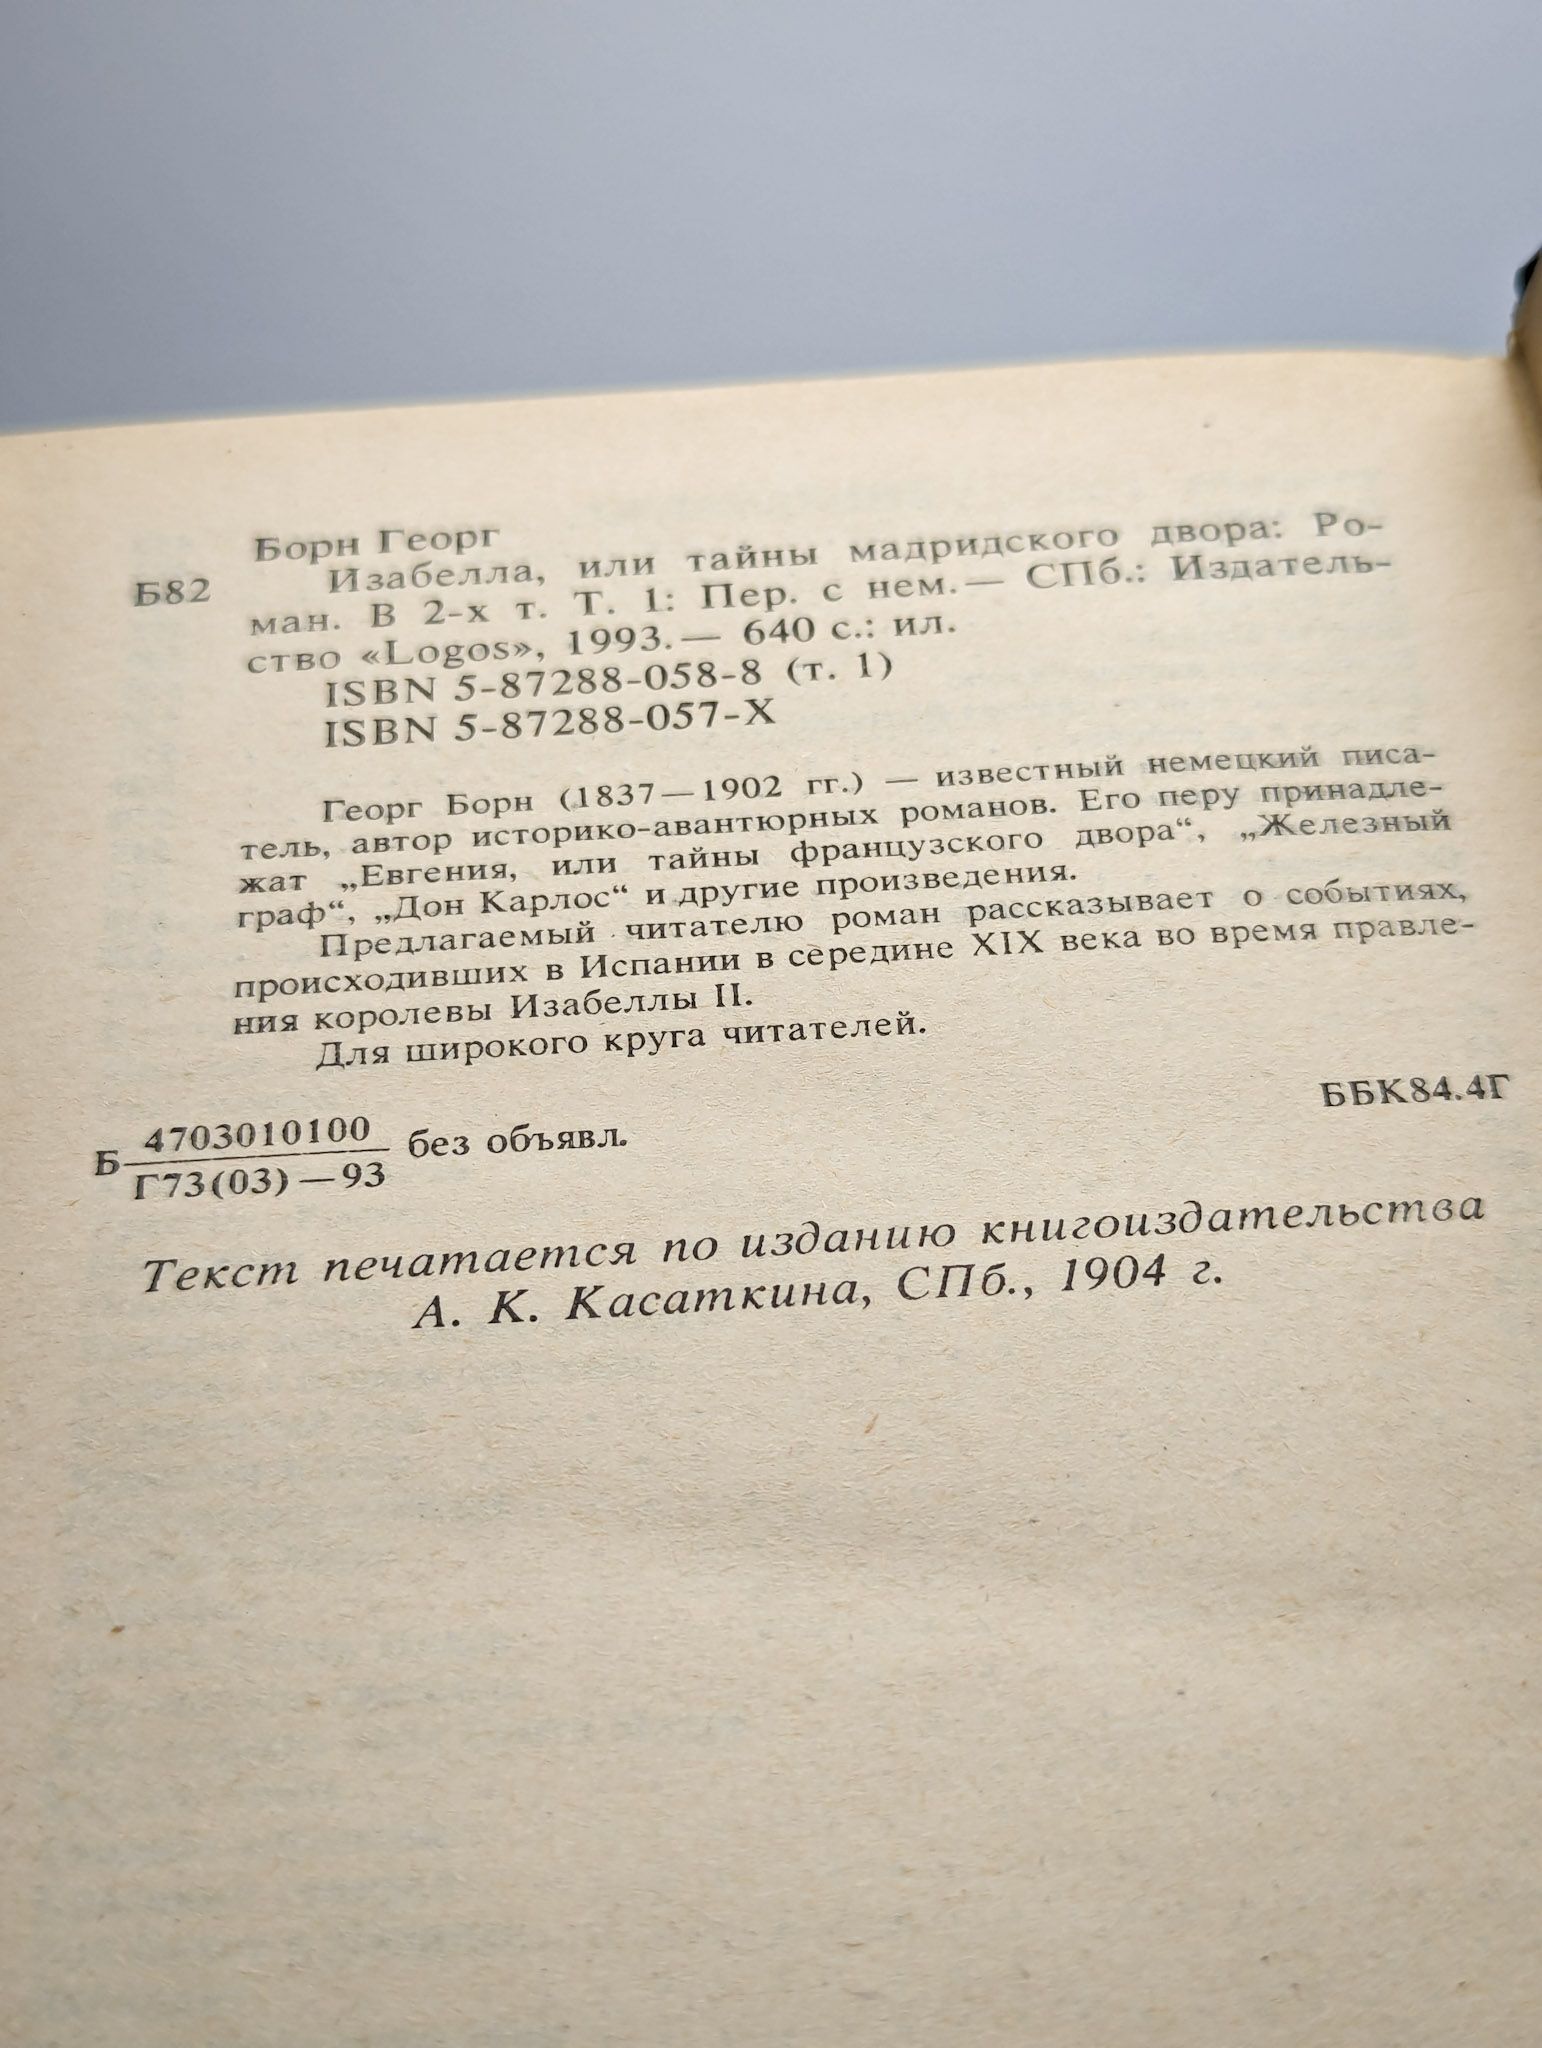 Борн Георг
Б82 Изабелла, или тайны мадридского двора: Ро-
ман. В 2-х т. Т. 1: Пер. с нем.— СПб.: Издатель-
ство «Logos», 1993.— 640 с.: ил.
ISBN 5-87288-058-8 (т. 1)
ISBN 5-87288-057-X
Георг Борн (1837—1902 гг.) — известный немецкий писа-
тель, автор историко-авантюрных романов. Его перу принадле-
жат „Евгения, или тайны французского двора“, „Железный
граф“, „Дон Карлос“ и другие произведения.
Предлагаемый читателю роман рассказывает о событиях,
происходивших в Испании в середине XIX века во время правле-
ния королевы Изабеллы II.
Для широкого круга читателей.
ББК84.4Г
Б 4703010100 без объявл.
Г73(03)—93
Текст печатается по изданию книгоиздательства
А. К. Касаткина, СПб., 1904 г.